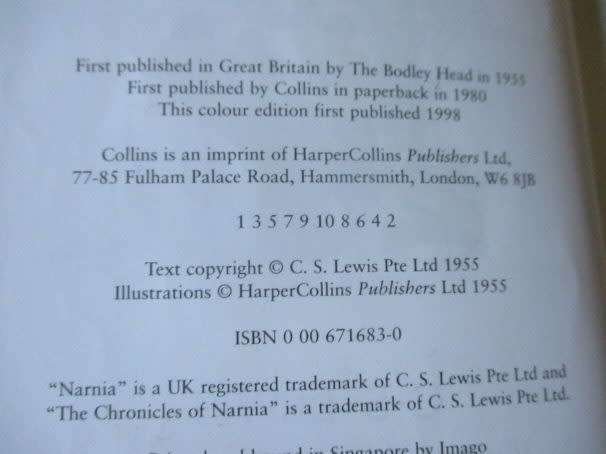 First published in Great Britain by The Bodley Head in 1955
First published by Collins in paperback in 1980
This colour edition first published 1998
Collins is an imprint of HarperCollins Publishers Ltd,
77-85 Fulham Palace Road, Hammersmith, London, W6 8JB
1 3 5 7 9 10 8 6 4 2
Text copyright © C. S. Lewis Pte Ltd 1955
Illustrations © HarperCollins Publishers Ltd 1955
ISBN 0 00 671683-0
“Narnia” is a UK registered trademark of C. S. Lewis Pte Ltd and
“The Chronicles of Narnia” is a trademark of C. S. Lewis Pte Ltd.
in Singapore by Imago